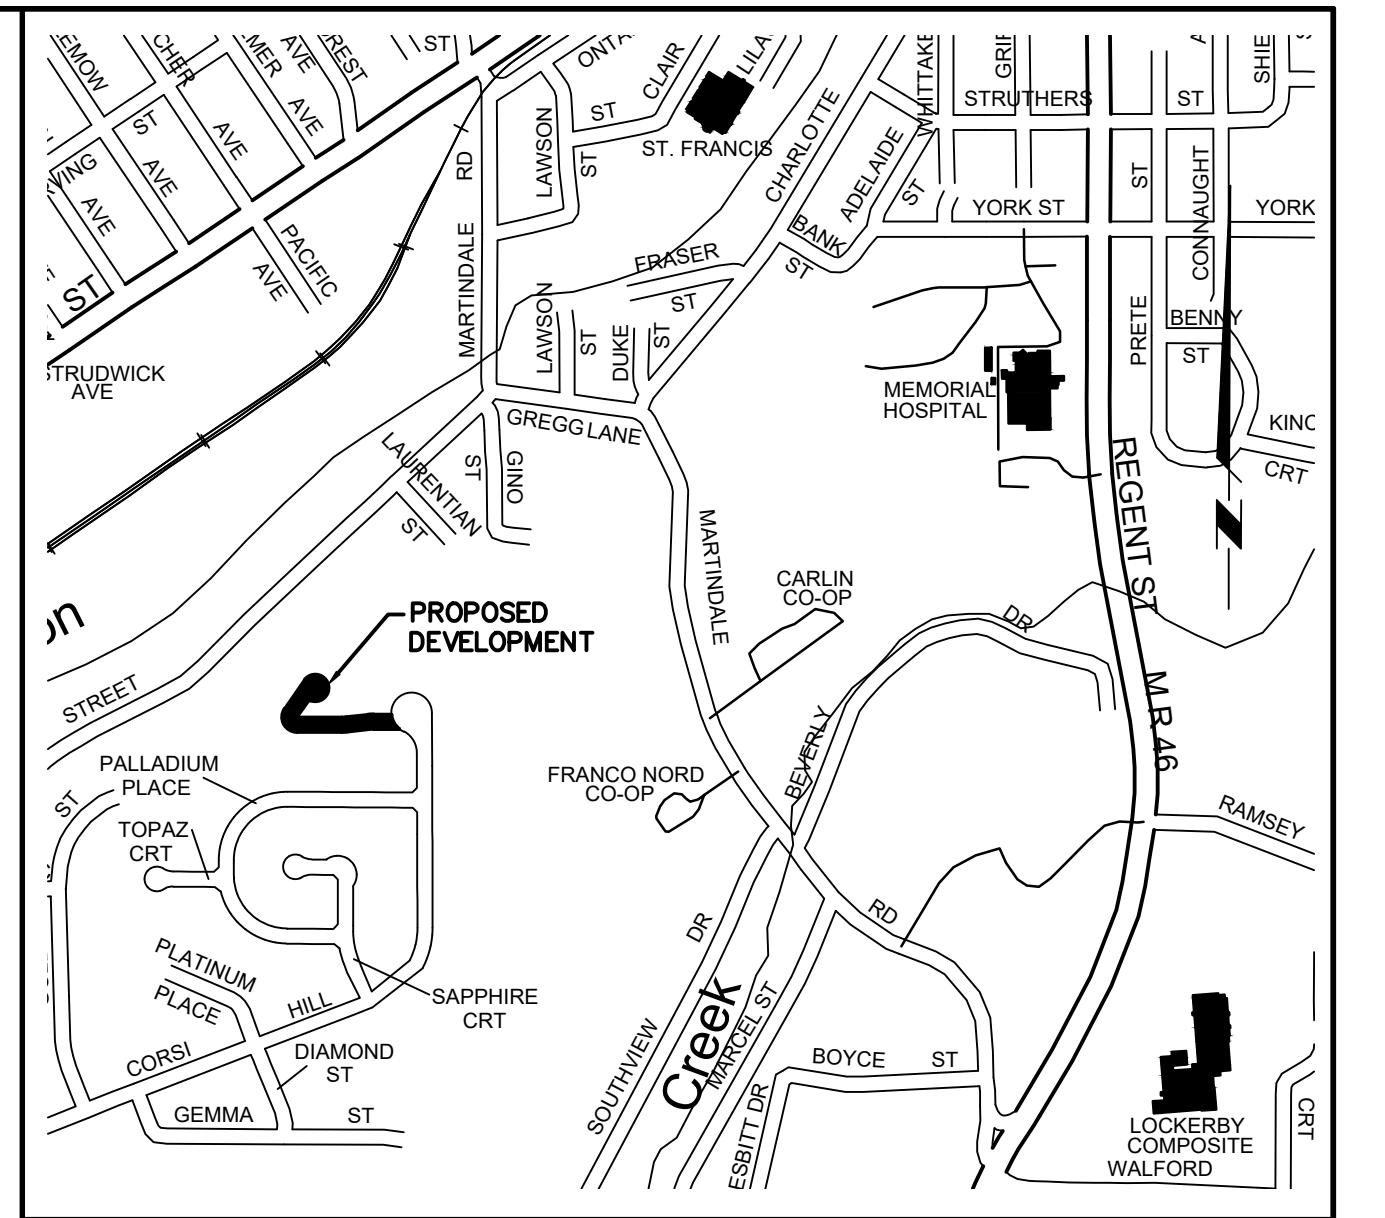 ST
CLAIR
STRUTHERS
ST
ST
LAWSON
ST
ST. FRANCIS
CHARLOTTE
ADELAIDE
ST
ST
AVE
AVE
AVE
AVE
AVE
AVE
RD
MARTINDALE
ST
CONNAUGHT
YORK ST
YORK
BANK
ST
PACIFIC
AVE
FRASER
ST
ST
LAWSON
ST
DUKE
ST
PRETE
BENNY
ST
AVE
MEMORIAL
HOSPITAL
GREGG LANE
LAURENTIAN
ST
ST
GINO
CRT
REGENT ST
MARTINDALE
CARLIN
CO-OP
PROPOSED
DEVELOPMENT
DR
STREET
M R 46
BEVERLY
PALLADIUM
PLACE
ST
FRANCO NORD
CO-OP
TOPAZ
CRT
RAMSEY
RD
DR
PLATINUM
PLACE
HILL
SAPPHIRE
CRT
CORSI
DIAMOND
ST
SOUTHVIEW
Creek
MARCEL ST
BOYCE ST
GEMMA ST
LOCKERBY
COMPOSITE
WALFORD
CRT